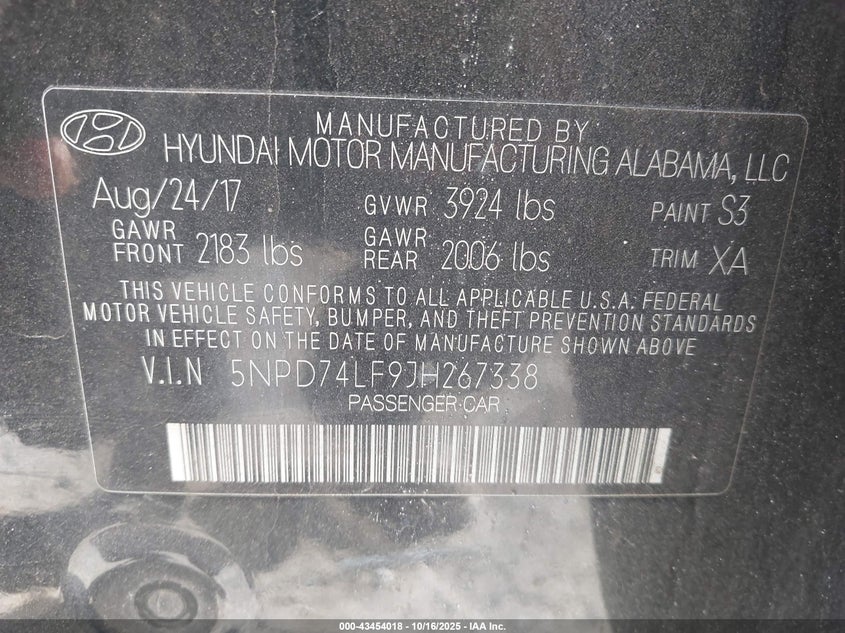 MANUFACTURED BY
HYUNDAI MOTOR MANUFACTURING ALABAMA, LLC
Aug/24/17 GVWR 3924 lbs PAINT S3
GAWR FRONT 2183 lbs GAWR REAR 2006 lbs TRIM XA
THIS VEHICLE CONFORMS TO ALL APPLICABLE U.S.A. FEDERAL
MOTOR VEHICLE SAFETY, BUMPER, AND THEFT PREVENTION STANDARDS
IN EFFECT ON THE DATE OF MANUFACTURE SHOWN ABOVE.
V.I.N 5NPD74LF9JH267338
PASSENGER CAR
000-43454018 - 10/16/2025 - IAA Inc.